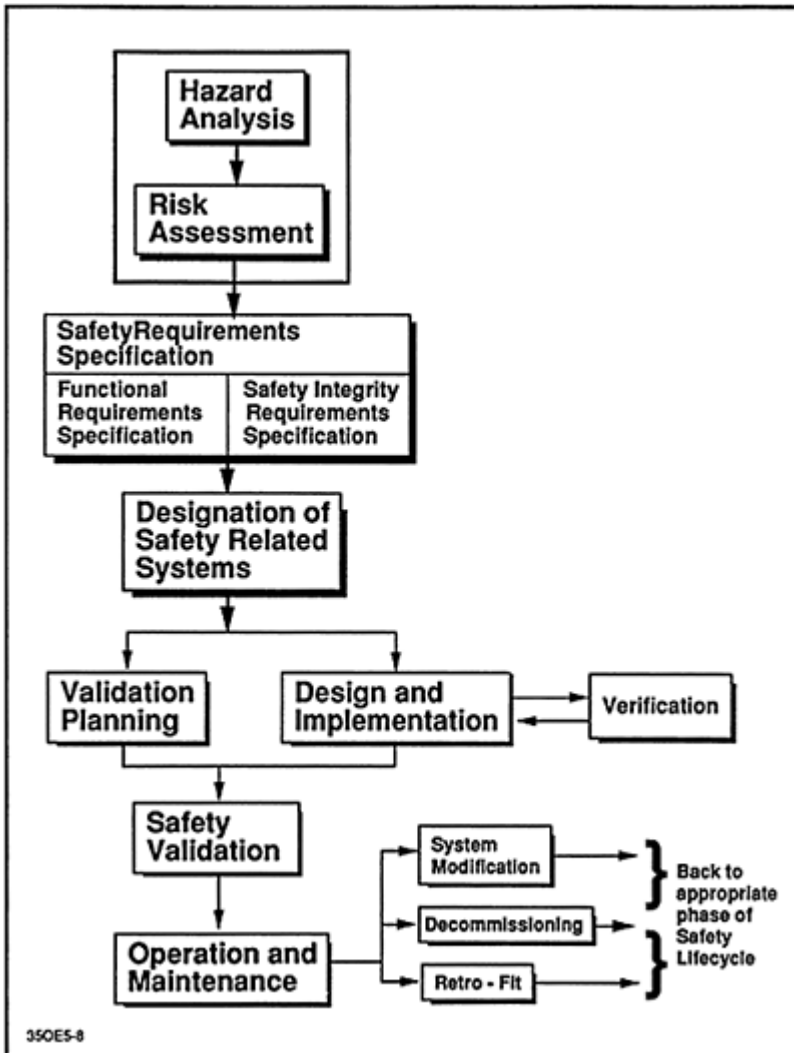 Hazard
Analysis
Risk
Assessment
SafetyRequirements
Specification
Functional
Requirements
Specification
Safety Integrity
Requirements
Specification
Designation of
Safety Related
Systems
Validation
Planning
Design and
Implementation
Verification
Safety
Validation
System
Modification
Back to
appropriate
phase of
Safety
Lifecycle
Decommissioning
Operation and
Maintenance
Retro - Fit
35OE5-8